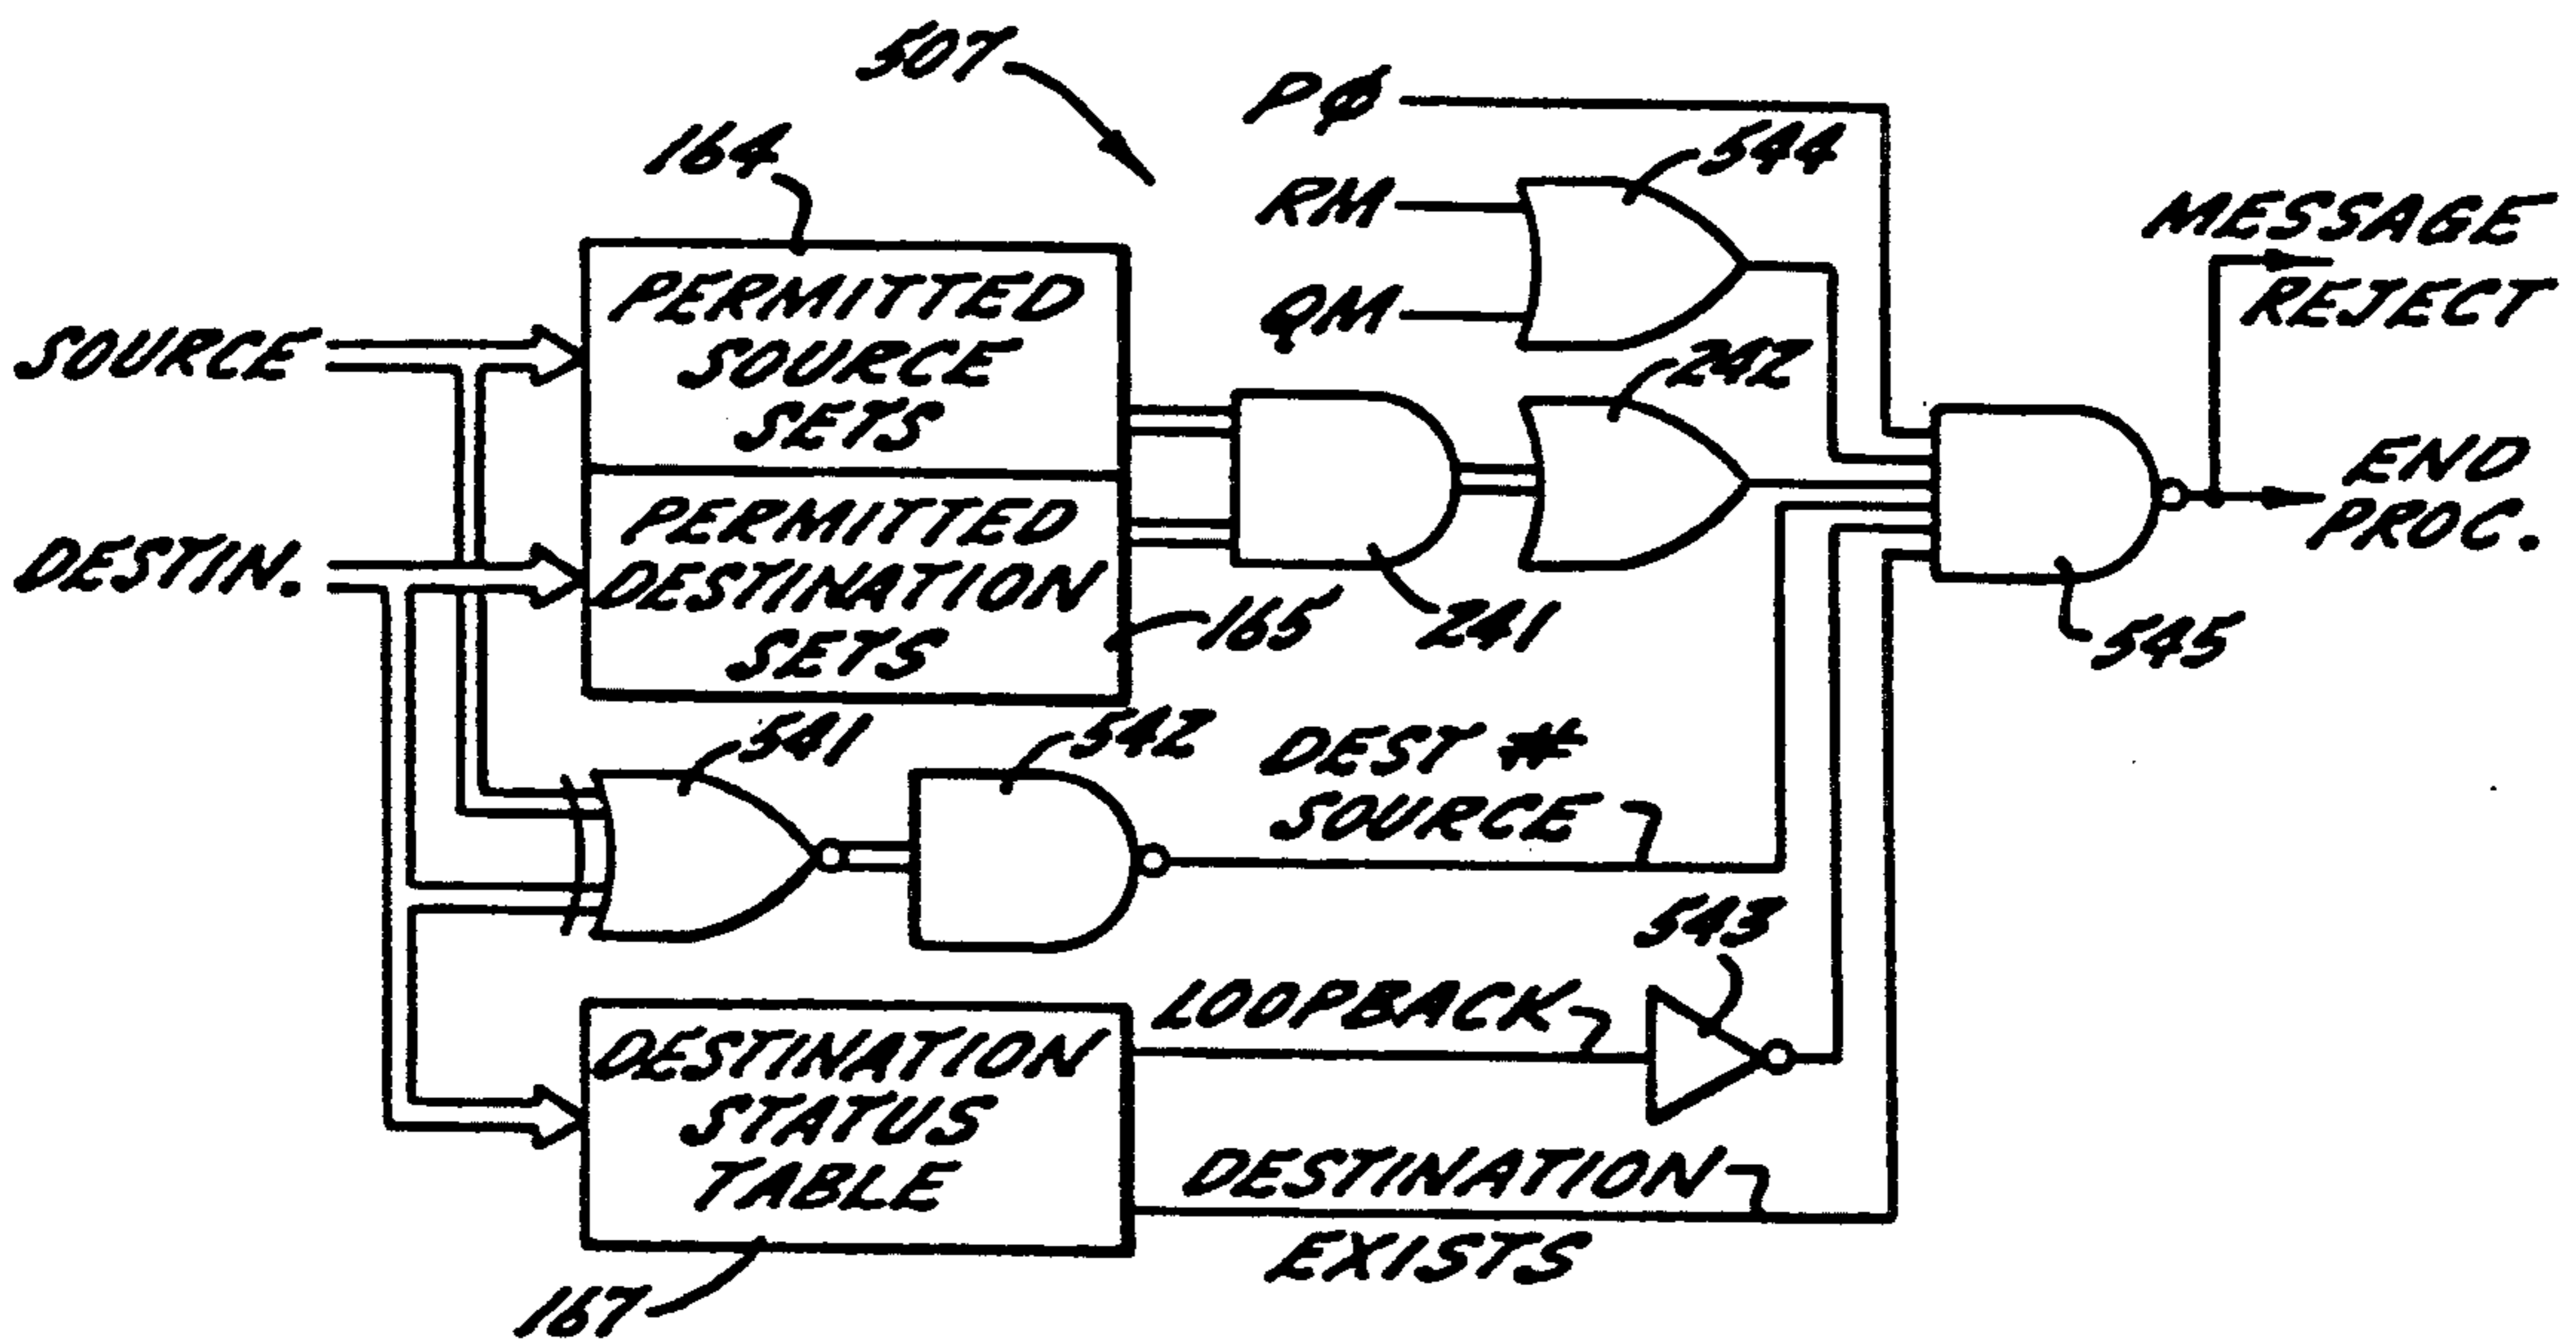 507
PØ
164
544
RM
MESSAGE
REJECT
QM
PERMITTED
SOURCE
SETS
SOURCE
242
END
PROC.
PERMITTED
DESTINATION
SETS
DESTIN.
165
241
545
541
542
DEST #
SOURCE
543
LOOPBACK
DESTINATION
STATUS
TABLE
DESTINATION
EXISTS
167